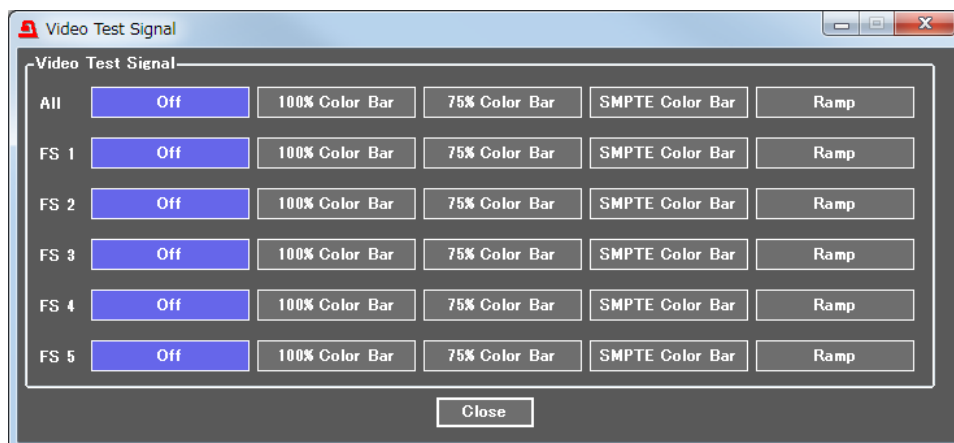 Video Test Signal
Video Test Signal
All Off 100% Color Bar 75% Color Bar SMPTE Color Bar Ramp
FS 1 Off 100% Color Bar 75% Color Bar SMPTE Color Bar Ramp
FS 2 Off 100% Color Bar 75% Color Bar SMPTE Color Bar Ramp
FS 3 Off 100% Color Bar 75% Color Bar SMPTE Color Bar Ramp
FS 4 Off 100% Color Bar 75% Color Bar SMPTE Color Bar Ramp
FS 5 Off 100% Color Bar 75% Color Bar SMPTE Color Bar Ramp
Close